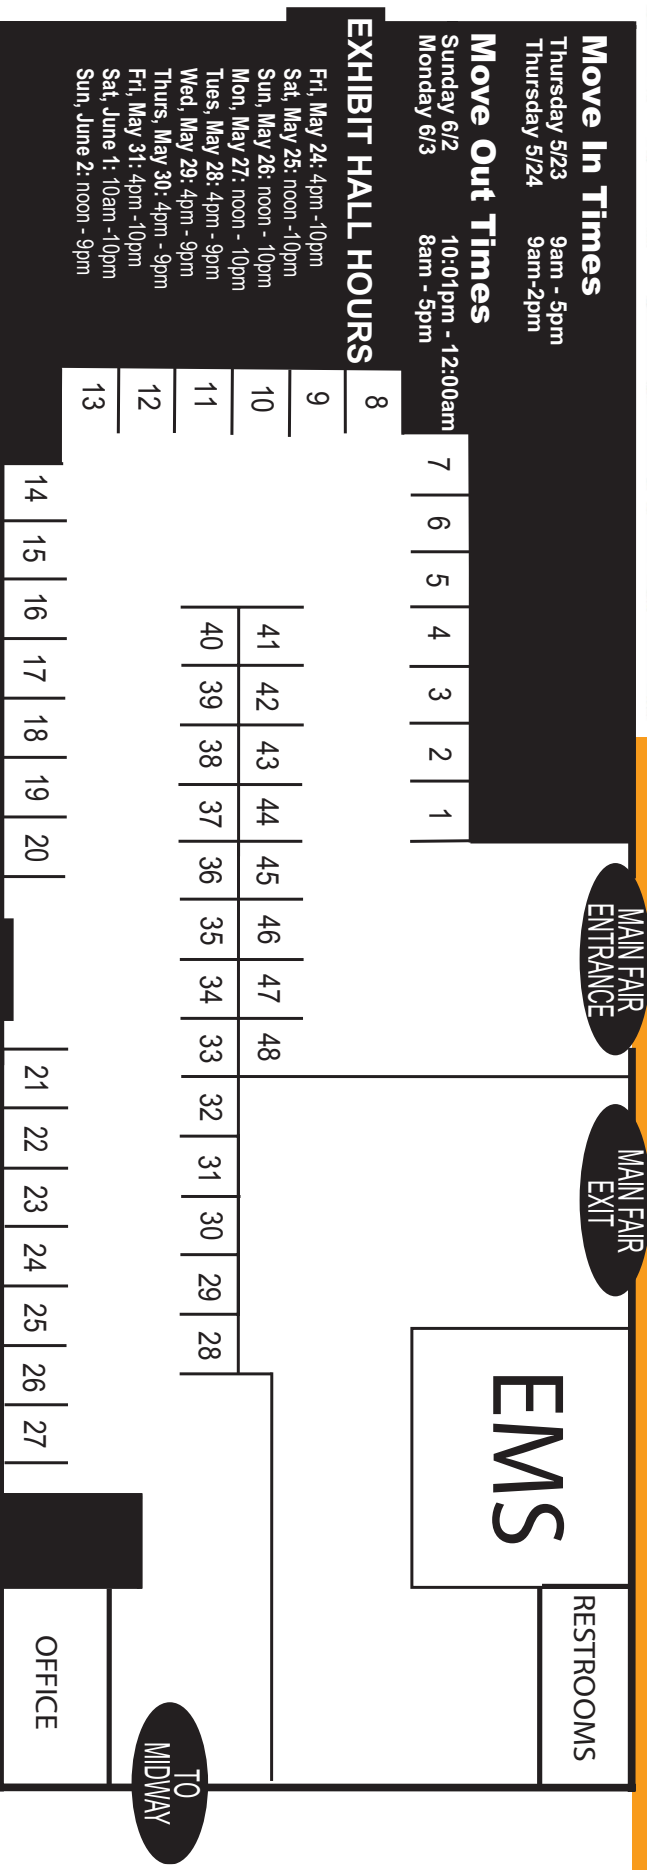 Move In Times
Thursday 5/23 9am - 5pm
Thursday 5/24 9am-2pm
Move Out Times
Sunday 6/2 10:01pm - 12:00am
Monday 6/3 8am - 5pm
EXHIBIT HALL HOURS
Fri, May 24: 4pm -10pm
Sat, May 25: noon -10pm
Sun, May 26: noon - 10pm
Mon, May 27: noon - 10pm
Tues, May 28: 4pm - 9pm
Wed, May 29: 4pm - 9pm
Thurs, May 30: 4pm - 9pm
Fri, May 31: 4pm -10pm
Sat, June 1: 10am -10pm
Sun, June 2: noon - 9pm
MAIN FAIR
ENTRANCE
MAIN FAIR
EXIT
EMS
RESTROOMS
7 6 5 4 3 2 1
8
9
10
11
12
13
41 42 43 44 45 46 47 48
40 39 38 37 36 35 34 33 32 31 30 29 28
14 15 16 17 18 19 20 21 22 23 24 25 26 27
TO
MIDWAY
OFFICE